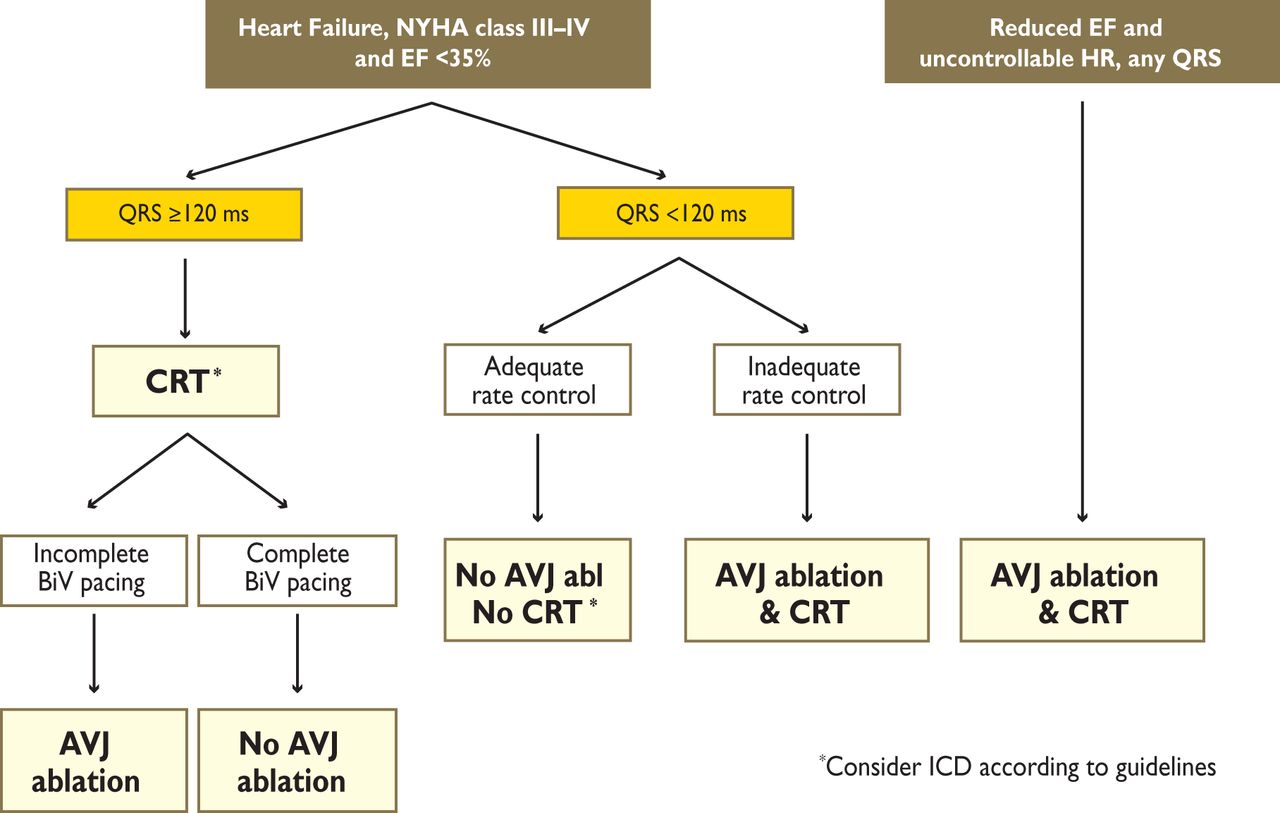 Heart Failure, NYHA class III–IV
and EF <35%
Reduced EF and
uncontrollable HR, any QRS
QRS ≥120 ms
QRS <120 ms
CRT*
Adequate
rate control
Inadequate
rate control
Incomplete
BiV pacing
Complete
BiV pacing
No AVJ abl
No CRT *
AVJ ablation
& CRT
AVJ ablation
& CRT
AVJ
ablation
No AVJ
ablation
*Consider ICD according to guidelines